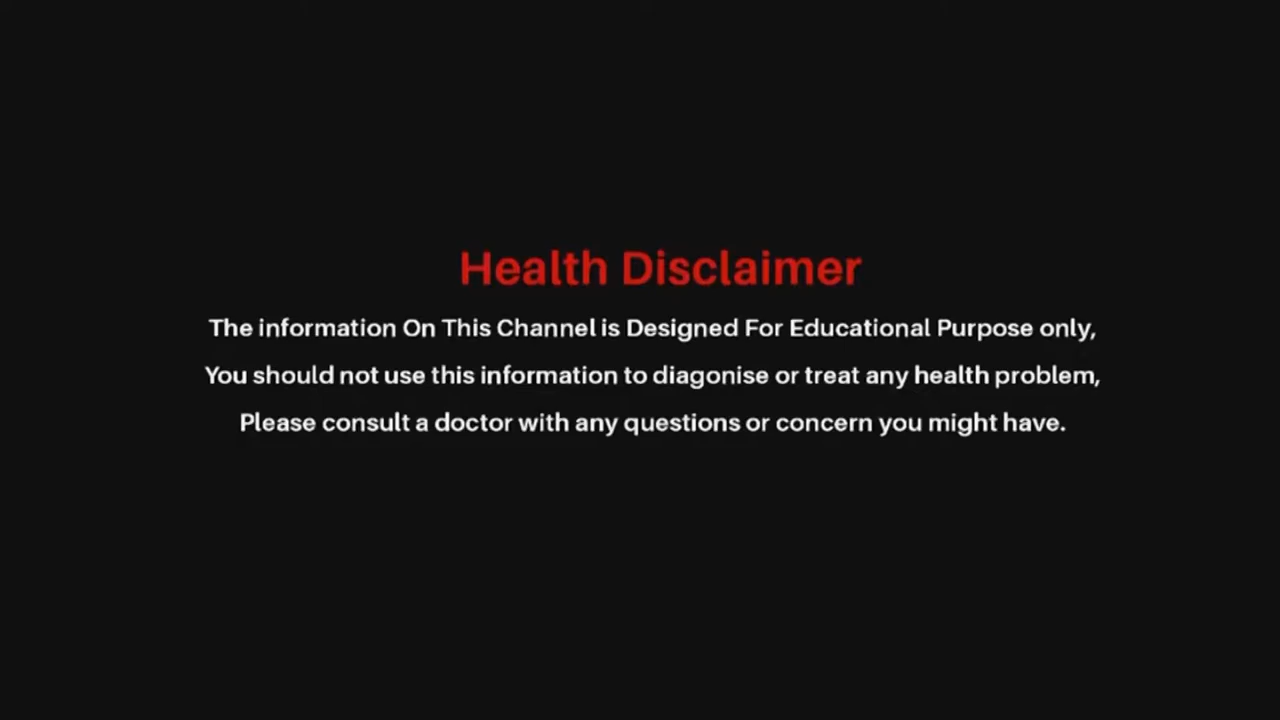 Health Disclaimer
The information On This Channel is Designed For Educational Purpose only,
You should not use this information to diagonise or treat any health problem,
Please consult a doctor with any questions or concern you might have.